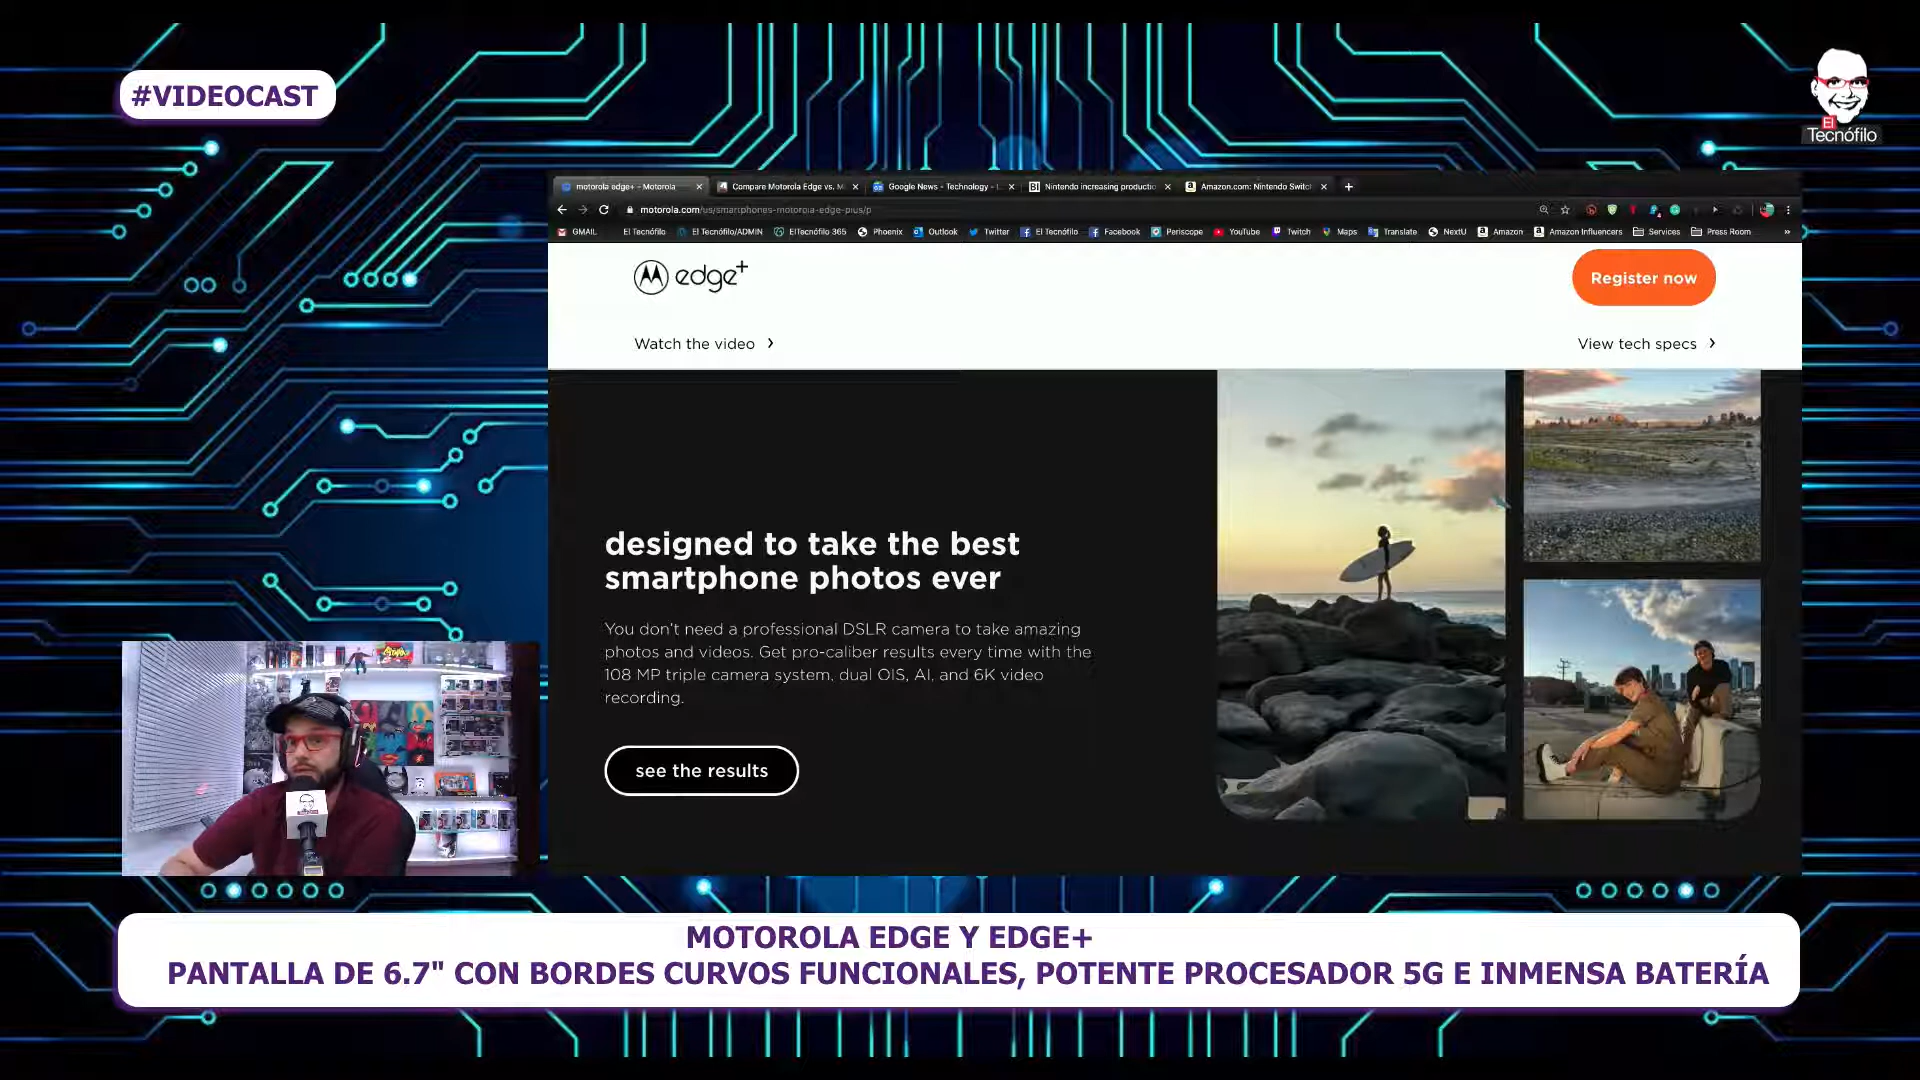 #VIDEOCAST
El
Tecnófilo
motorola edge+ - Motorola
Compare Motorola Edge vs. M
Google News - Technology - L
Nintendo increasing productio
Amazon.com: Nintendo Switc
motorola.com/us/smartphones-motorola-edge-plus/p
GMAIL
El Tecnófilo
El Tecnófilo/ADMIN
ElTecnófilo 365
Phoenix
Outlook
Twitter
El Tecnófilo
Facebook
Periscope
YouTube
Twitch
Maps
Translate
NextU
Amazon
Amazon Influencers
Services
Press Room
edge+
Register now
Watch the video
View tech specs
designed to take the best
smartphone photos ever
You don't need a professional DSLR camera to take amazing
photos and videos. Get pro-caliber results every time with the
108 MP triple camera system, dual OIS, AI, and 6K video
recording.
see the results
MOTOROLA EDGE Y EDGE+
PANTALLA DE 6.7" CON BORDES CURVOS FUNCIONALES, POTENTE PROCESADOR 5G E INMENSA BATERÍA